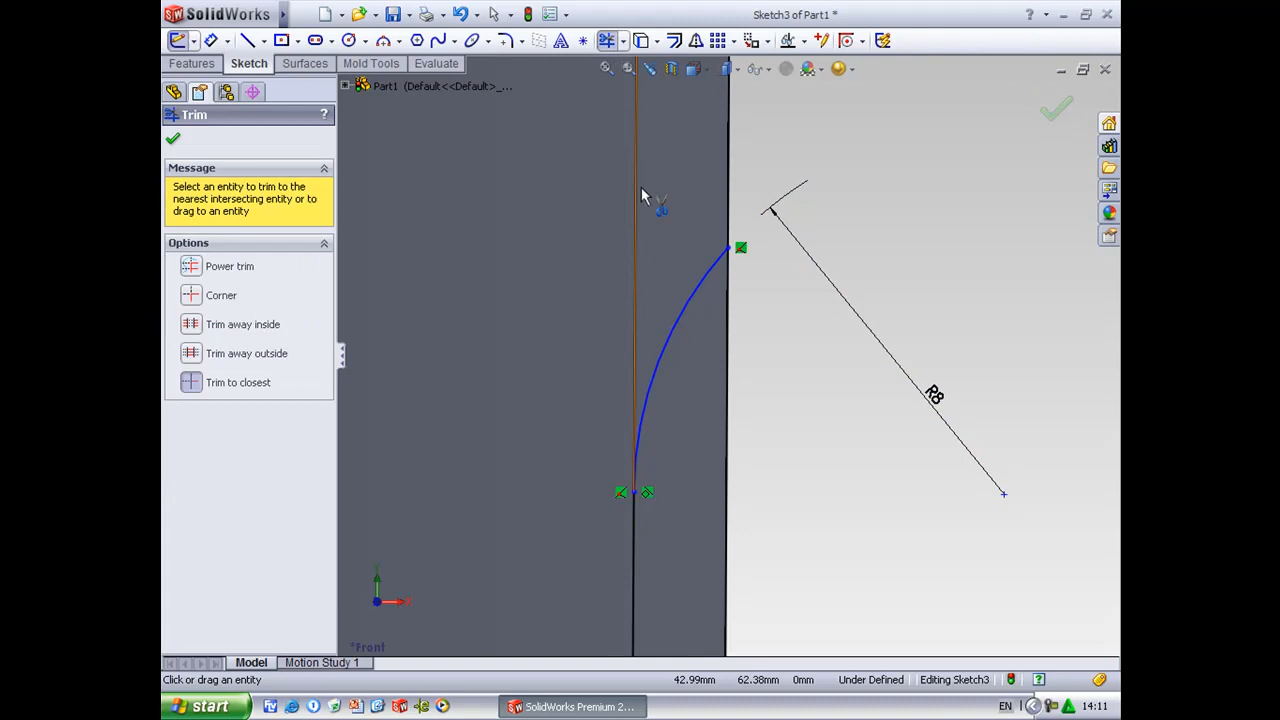 SolidWorks
Sketch3 of Part1 *
Features
Sketch
Surfaces
Mold Tools
Evaluate
Part1 (Default<<Default>_...
Trim
?
Message
Select an entity to trim to the
nearest intersecting entity or to
drag to an entity
Options
Power trim
Corner
Trim away inside
Trim away outside
Trim to closest
R8
Y
X
*Front
Model
Motion Study 1
Click or drag an entity
42.99mm
62.38mm
0mm
Under Defined
Editing Sketch3
start
SolidWorks Premium 2...
EN
14:11